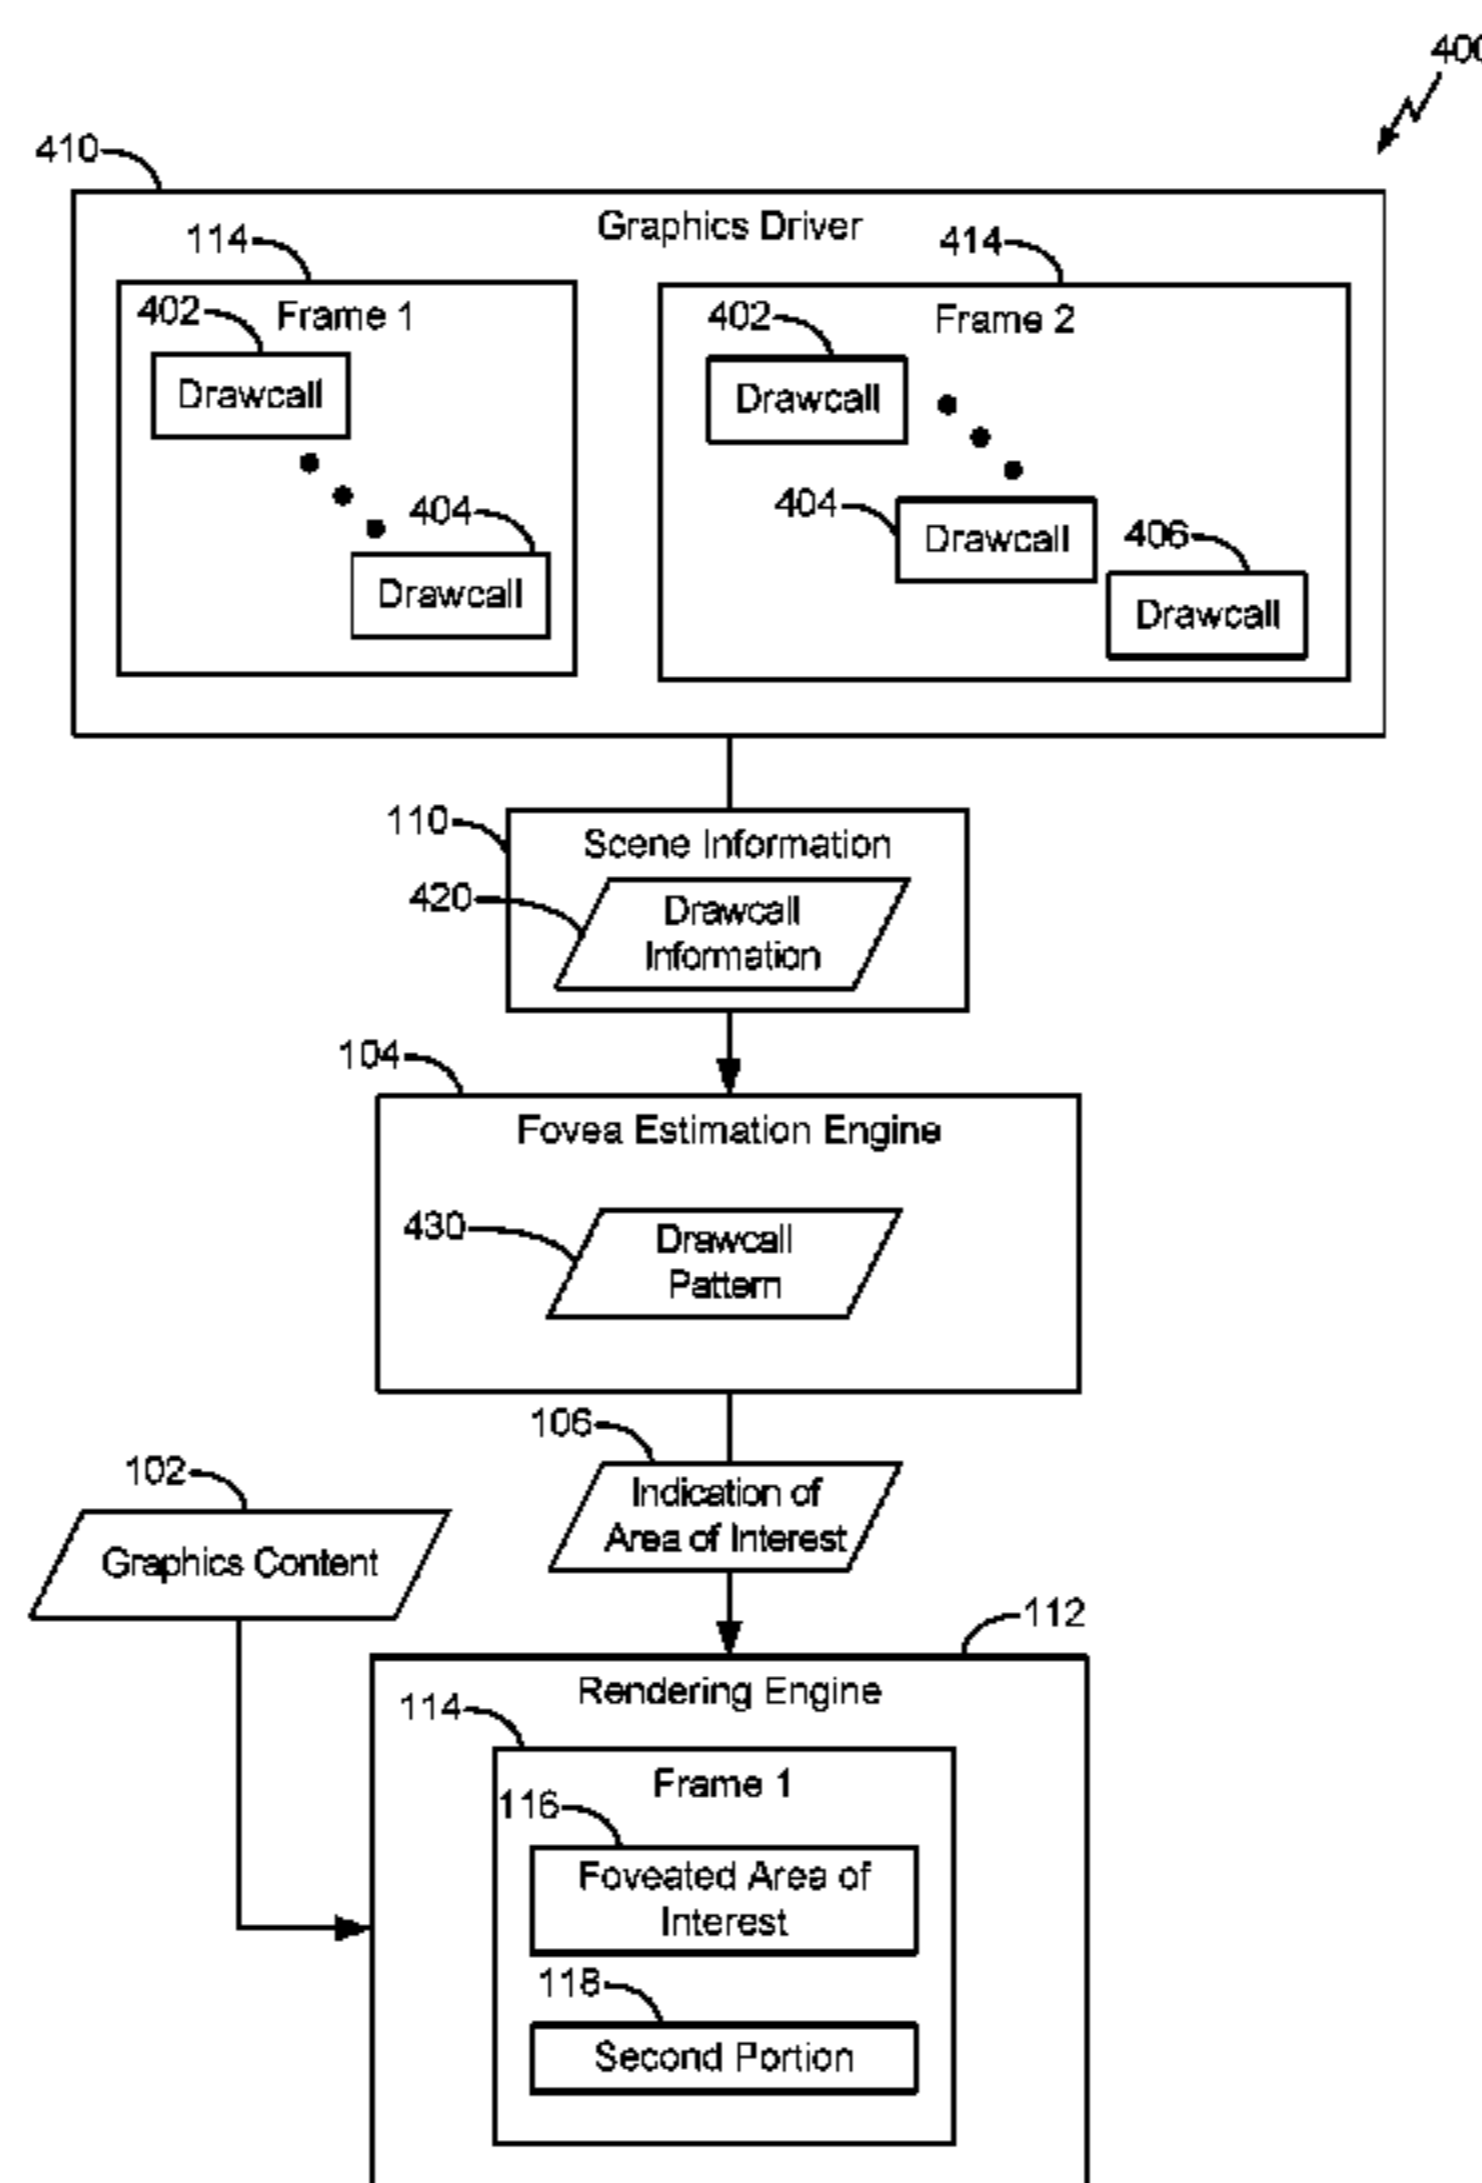 400
410
Graphics Driver
114
414
Frame 1
Frame 2
402
402
Drawcall
Drawcall
404
404
Drawcall
406
Drawcall
Drawcall
110
Scene Information
420
Drawcall
Information
104
Fovea Estimation Engine
430
Drawcall
Pattern
106
102
Indication of
Area of Interest
Graphics Content
112
Rendering Engine
114
Frame 1
116
Foveated Area of
Interest
118
Second Portion